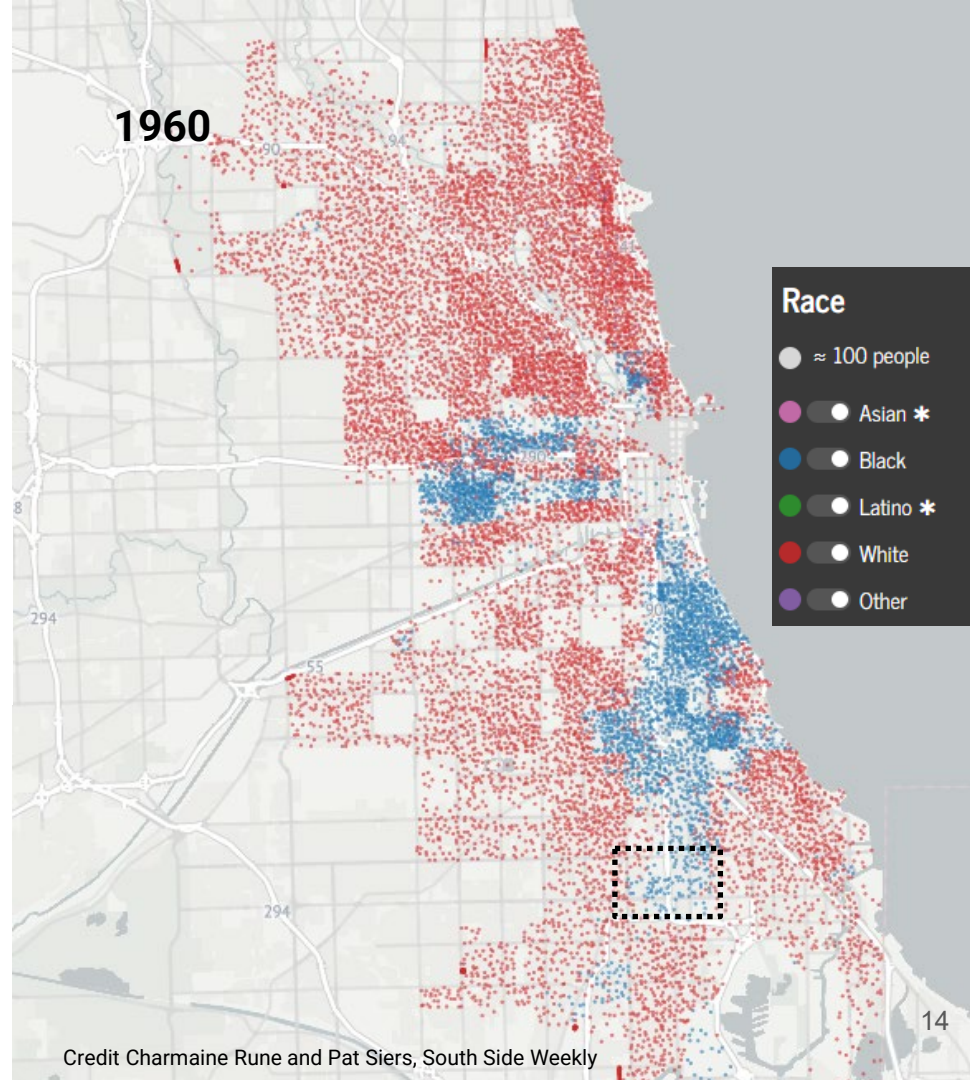 1960
90
94
41
Race
≈ 100 people
Asian ✱
Black
290
Latino ✱
8
White
Other
90
294
55
294
14
Credit Charmaine Rune and Pat Siers, South Side Weekly